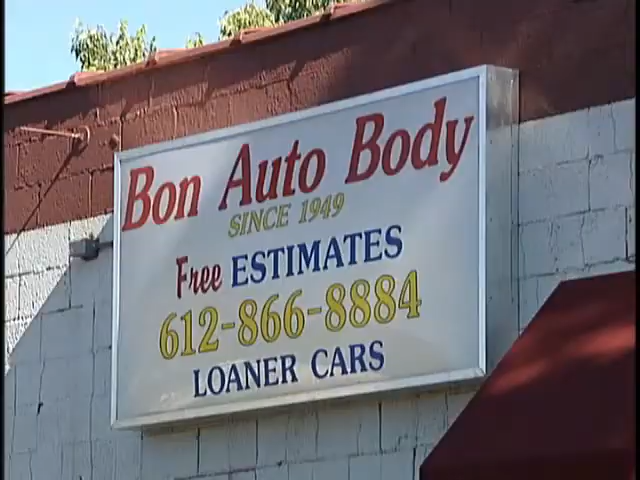 Bon Auto Body
SINCE 1949
Free ESTIMATES
612-866-8884
LOANER CARS